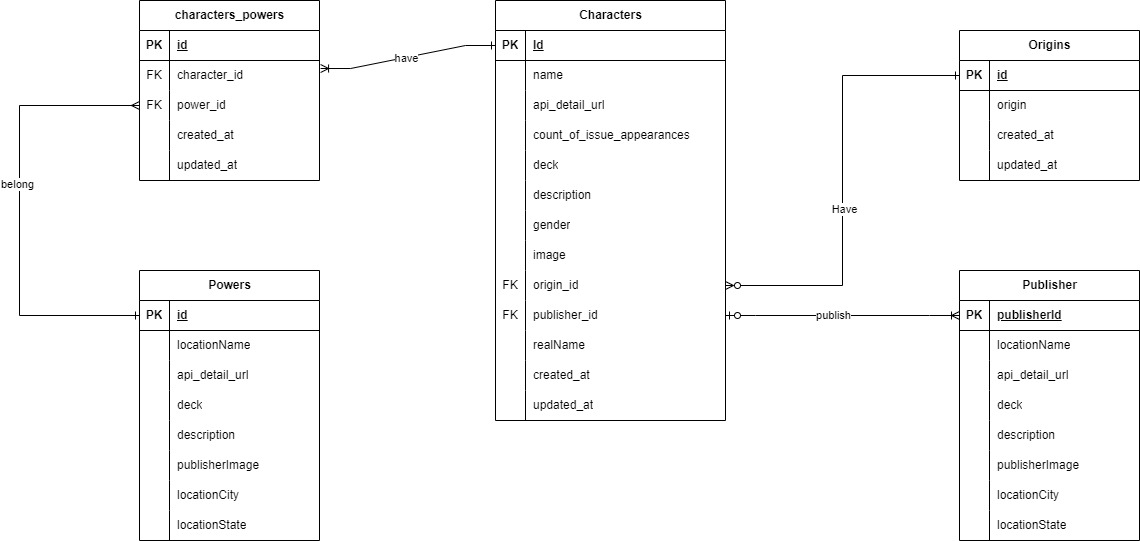 characters_powers
PK id
FK character_id
FK power_id
created_at
updated_at
have
belong
Characters
PK Id
name
api_detail_url
count_of_issue_appearances
deck
description
gender
image
FK origin_id
FK publisher_id
realName
created_at
updated_at
Origins
PK id
origin
created_at
updated_at
Have
publish
Powers
PK id
locationName
api_detail_url
deck
description
publisherImage
locationCity
locationState
Publisher
PK publisherId
locationName
api_detail_url
deck
description
publisherImage
locationCity
locationState